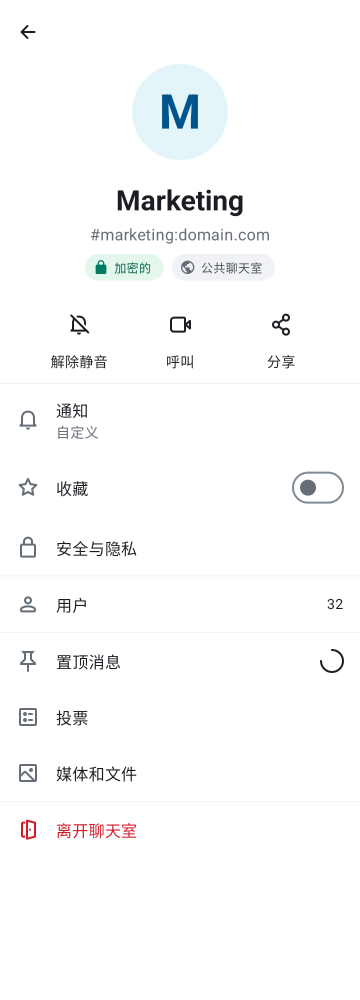 M
Marketing
#marketing:domain.com
加密的 公共聊天室
解除静音 呼叫 分享
通知
自定义
收藏
安全与隐私
用户 32
置顶消息
投票
媒体和文件
离开聊天室